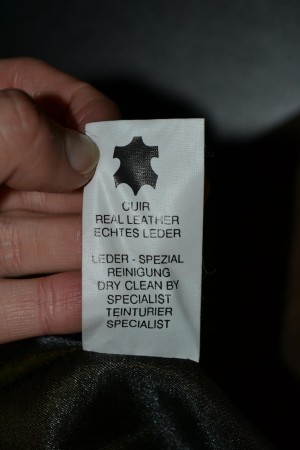 CUIR
REAL LEATHER
ECHTES LEDER
LEDER - SPEZIAL
REINIGUNG
DRY CLEAN BY
SPECIALIST
TEINTURIER
SPECIALIST